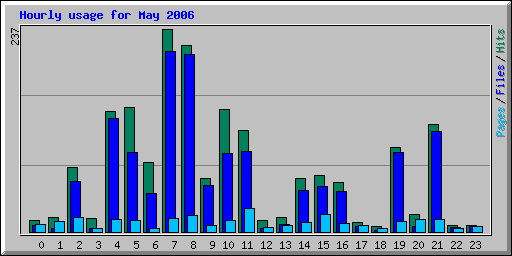 Hourly usage for May 2006
237
Pages / Files / Hits
0 1 2 3 4 5 6 7 8 9 10 11 12 13 14 15 16 17 18 19 20 21 22 23